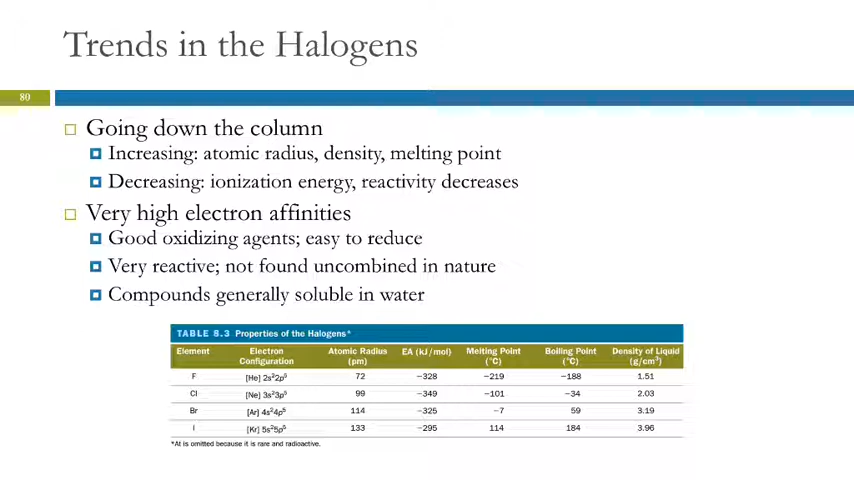 Trends in the Halogens
80
Going down the column
Increasing: atomic radius, density, melting point
Decreasing: ionization energy, reactivity decreases
Very high electron affinities
Good oxidizing agents; easy to reduce
Very reactive; not found uncombined in nature
Compounds generally soluble in water
TABLE 8.3 Properties of the Halogens*
Element Electron Configuration Atomic Radius (pm) EA (kJ/mol) Melting Point (°C) Boiling Point (°C) Density of Liquid (g/cm³)
F [He] 2s²2p⁵ 72 −328 −219 −188 1.51
Cl [Ne] 3s²3p⁵ 99 −349 −101 −34 2.03
Br [Ar] 4s²4p⁵ 114 −325 −7 59 3.19
I [Kr] 5s²5p⁵ 133 −295 114 184 3.96
*At is omitted because it is rare and radioactive.